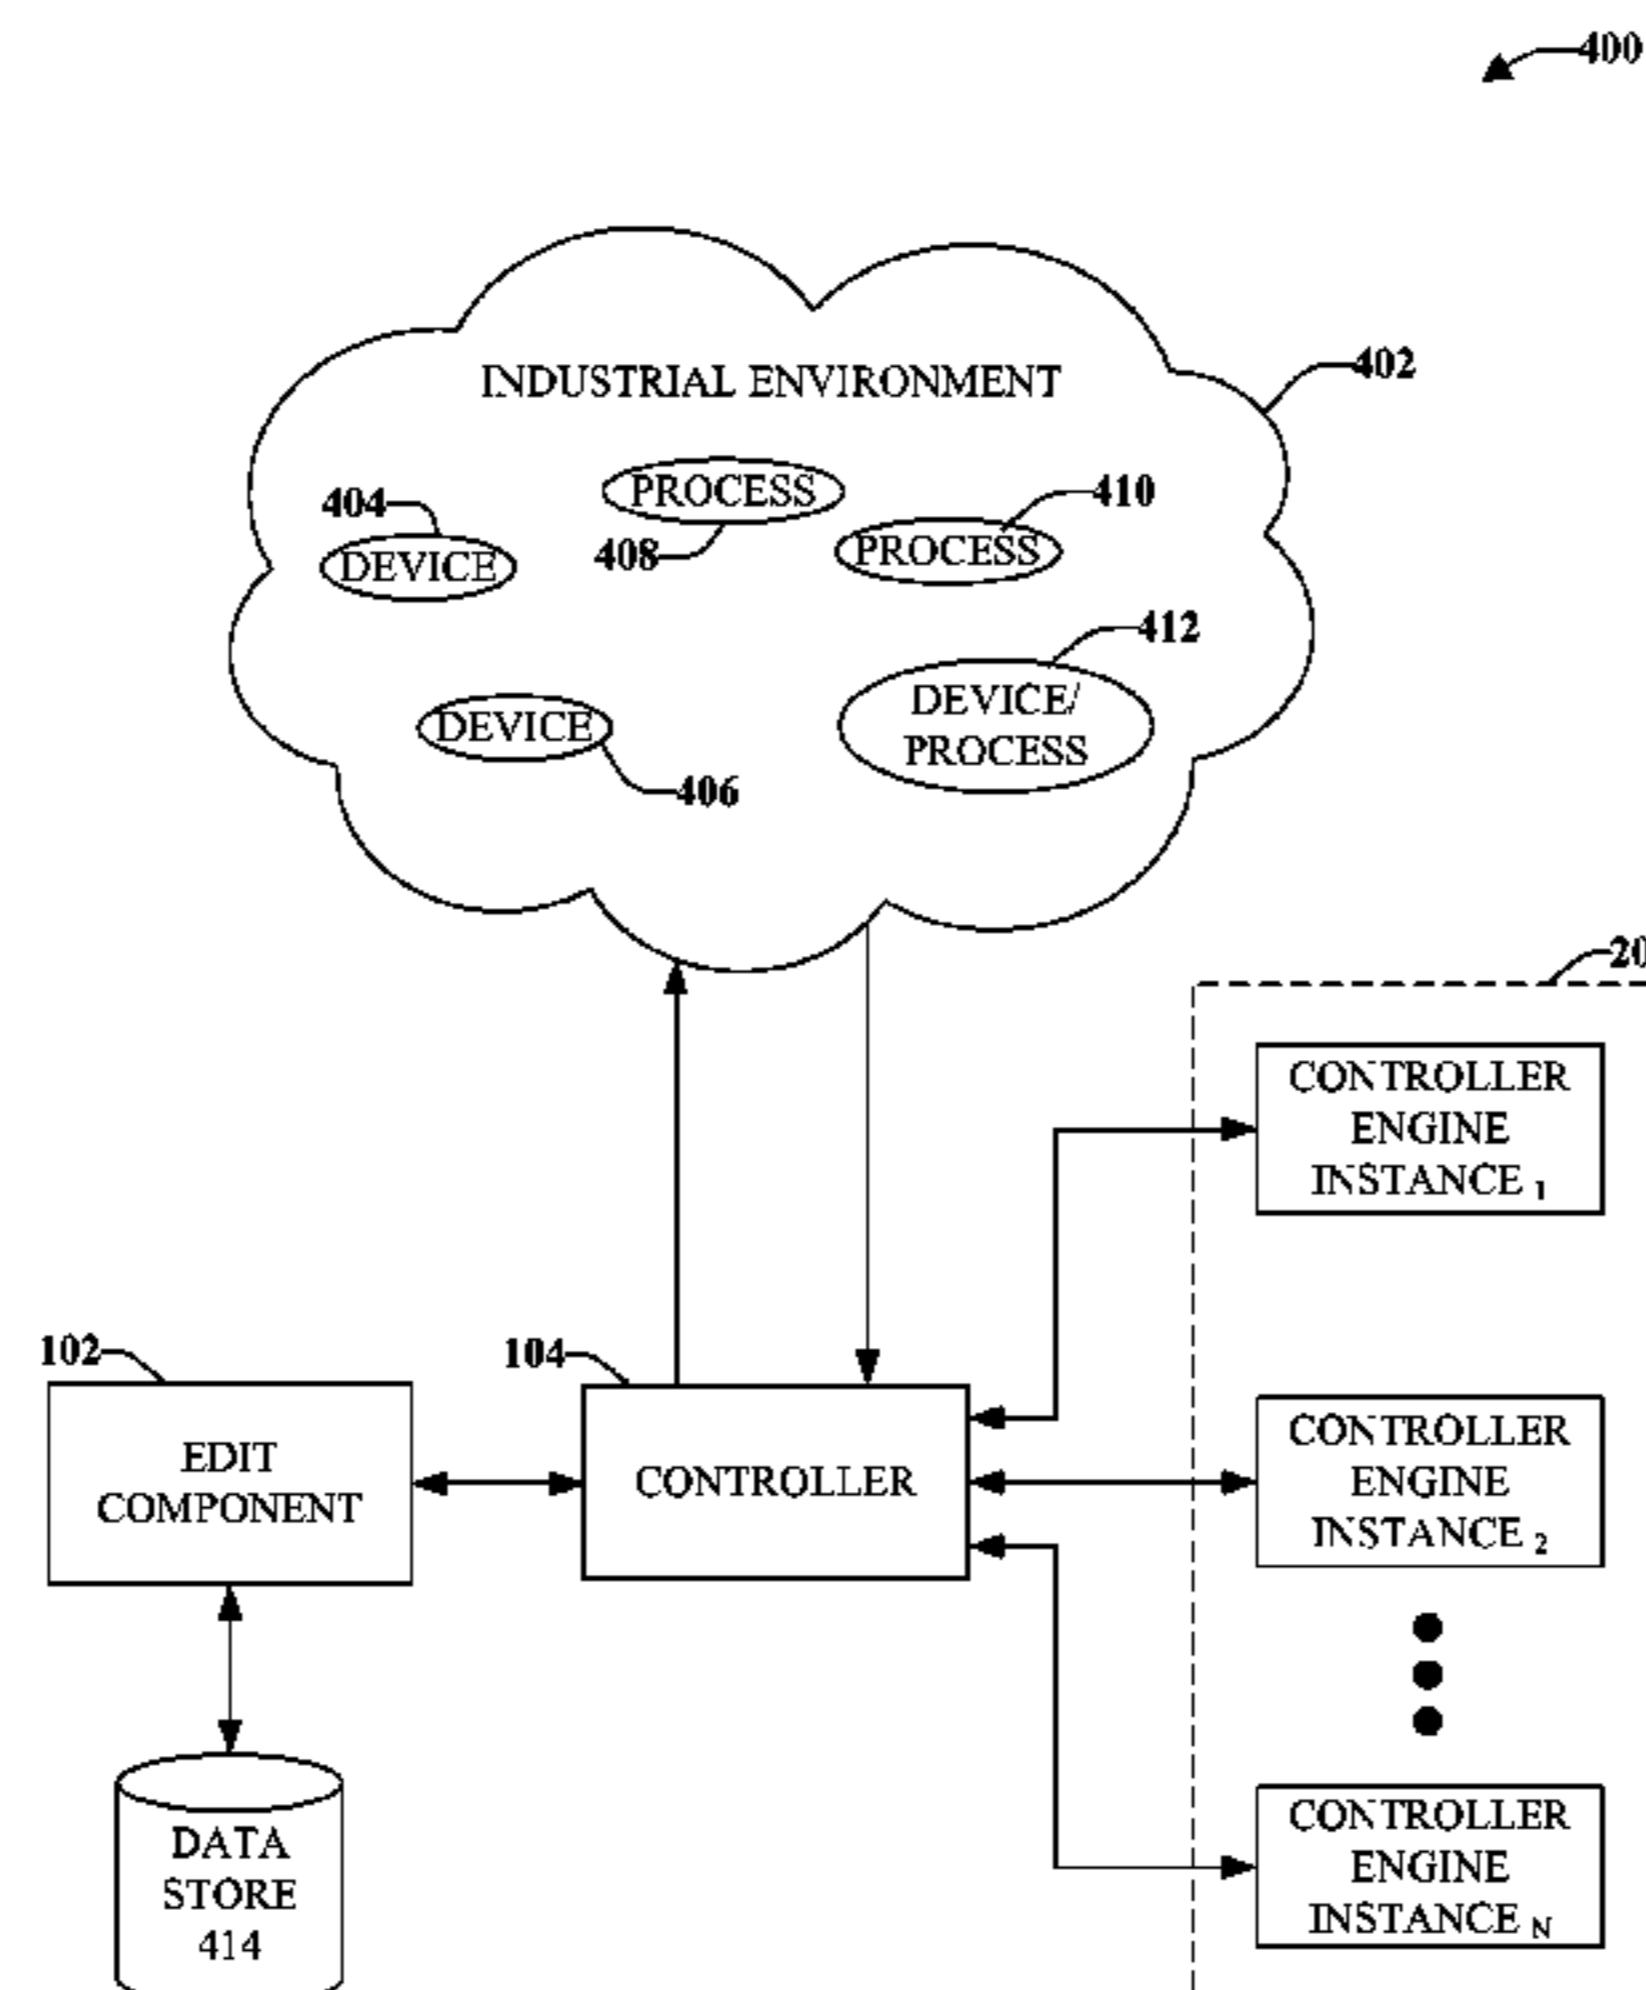 400
INDUSTRIAL ENVIRONMENT
402
404
PROCESS
410
408
PROCESS
DEVICE
412
DEVICE/
PROCESS
DEVICE
406
20
CONTROLLER
ENGINE
INSTANCE 1
102
104
EDIT
COMPONENT
CONTROLLER
CONTROLLER
ENGINE
INSTANCE 2
DATA
STORE
414
CONTROLLER
ENGINE
INSTANCE N